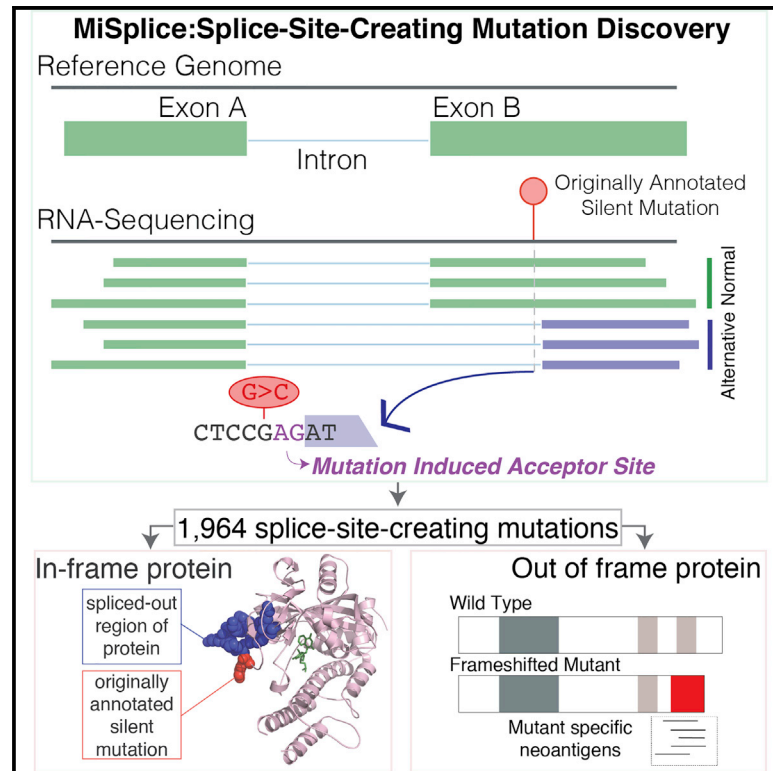 MiSplice:Splice-Site-Creating Mutation Discovery
Reference Genome
Exon A
Exon B
Intron
Originally Annotated
Silent Mutation
RNA-Sequencing
Alternative Normal
G>C
CTCCGAGAT
Mutation Induced Acceptor Site
1,964 splice-site-creating mutations
In-frame protein
spliced-out
region of
protein
originally
annotated
silent
mutation
Out of frame protein
Wild Type
Frameshifted Mutant
Mutant specific
neoantigens